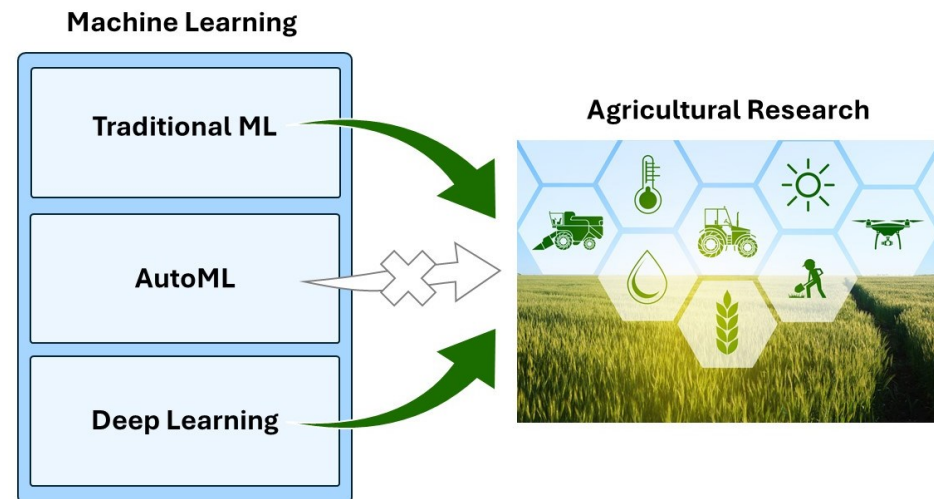 Machine Learning
Traditional ML
AutoML
Deep Learning
Agricultural Research